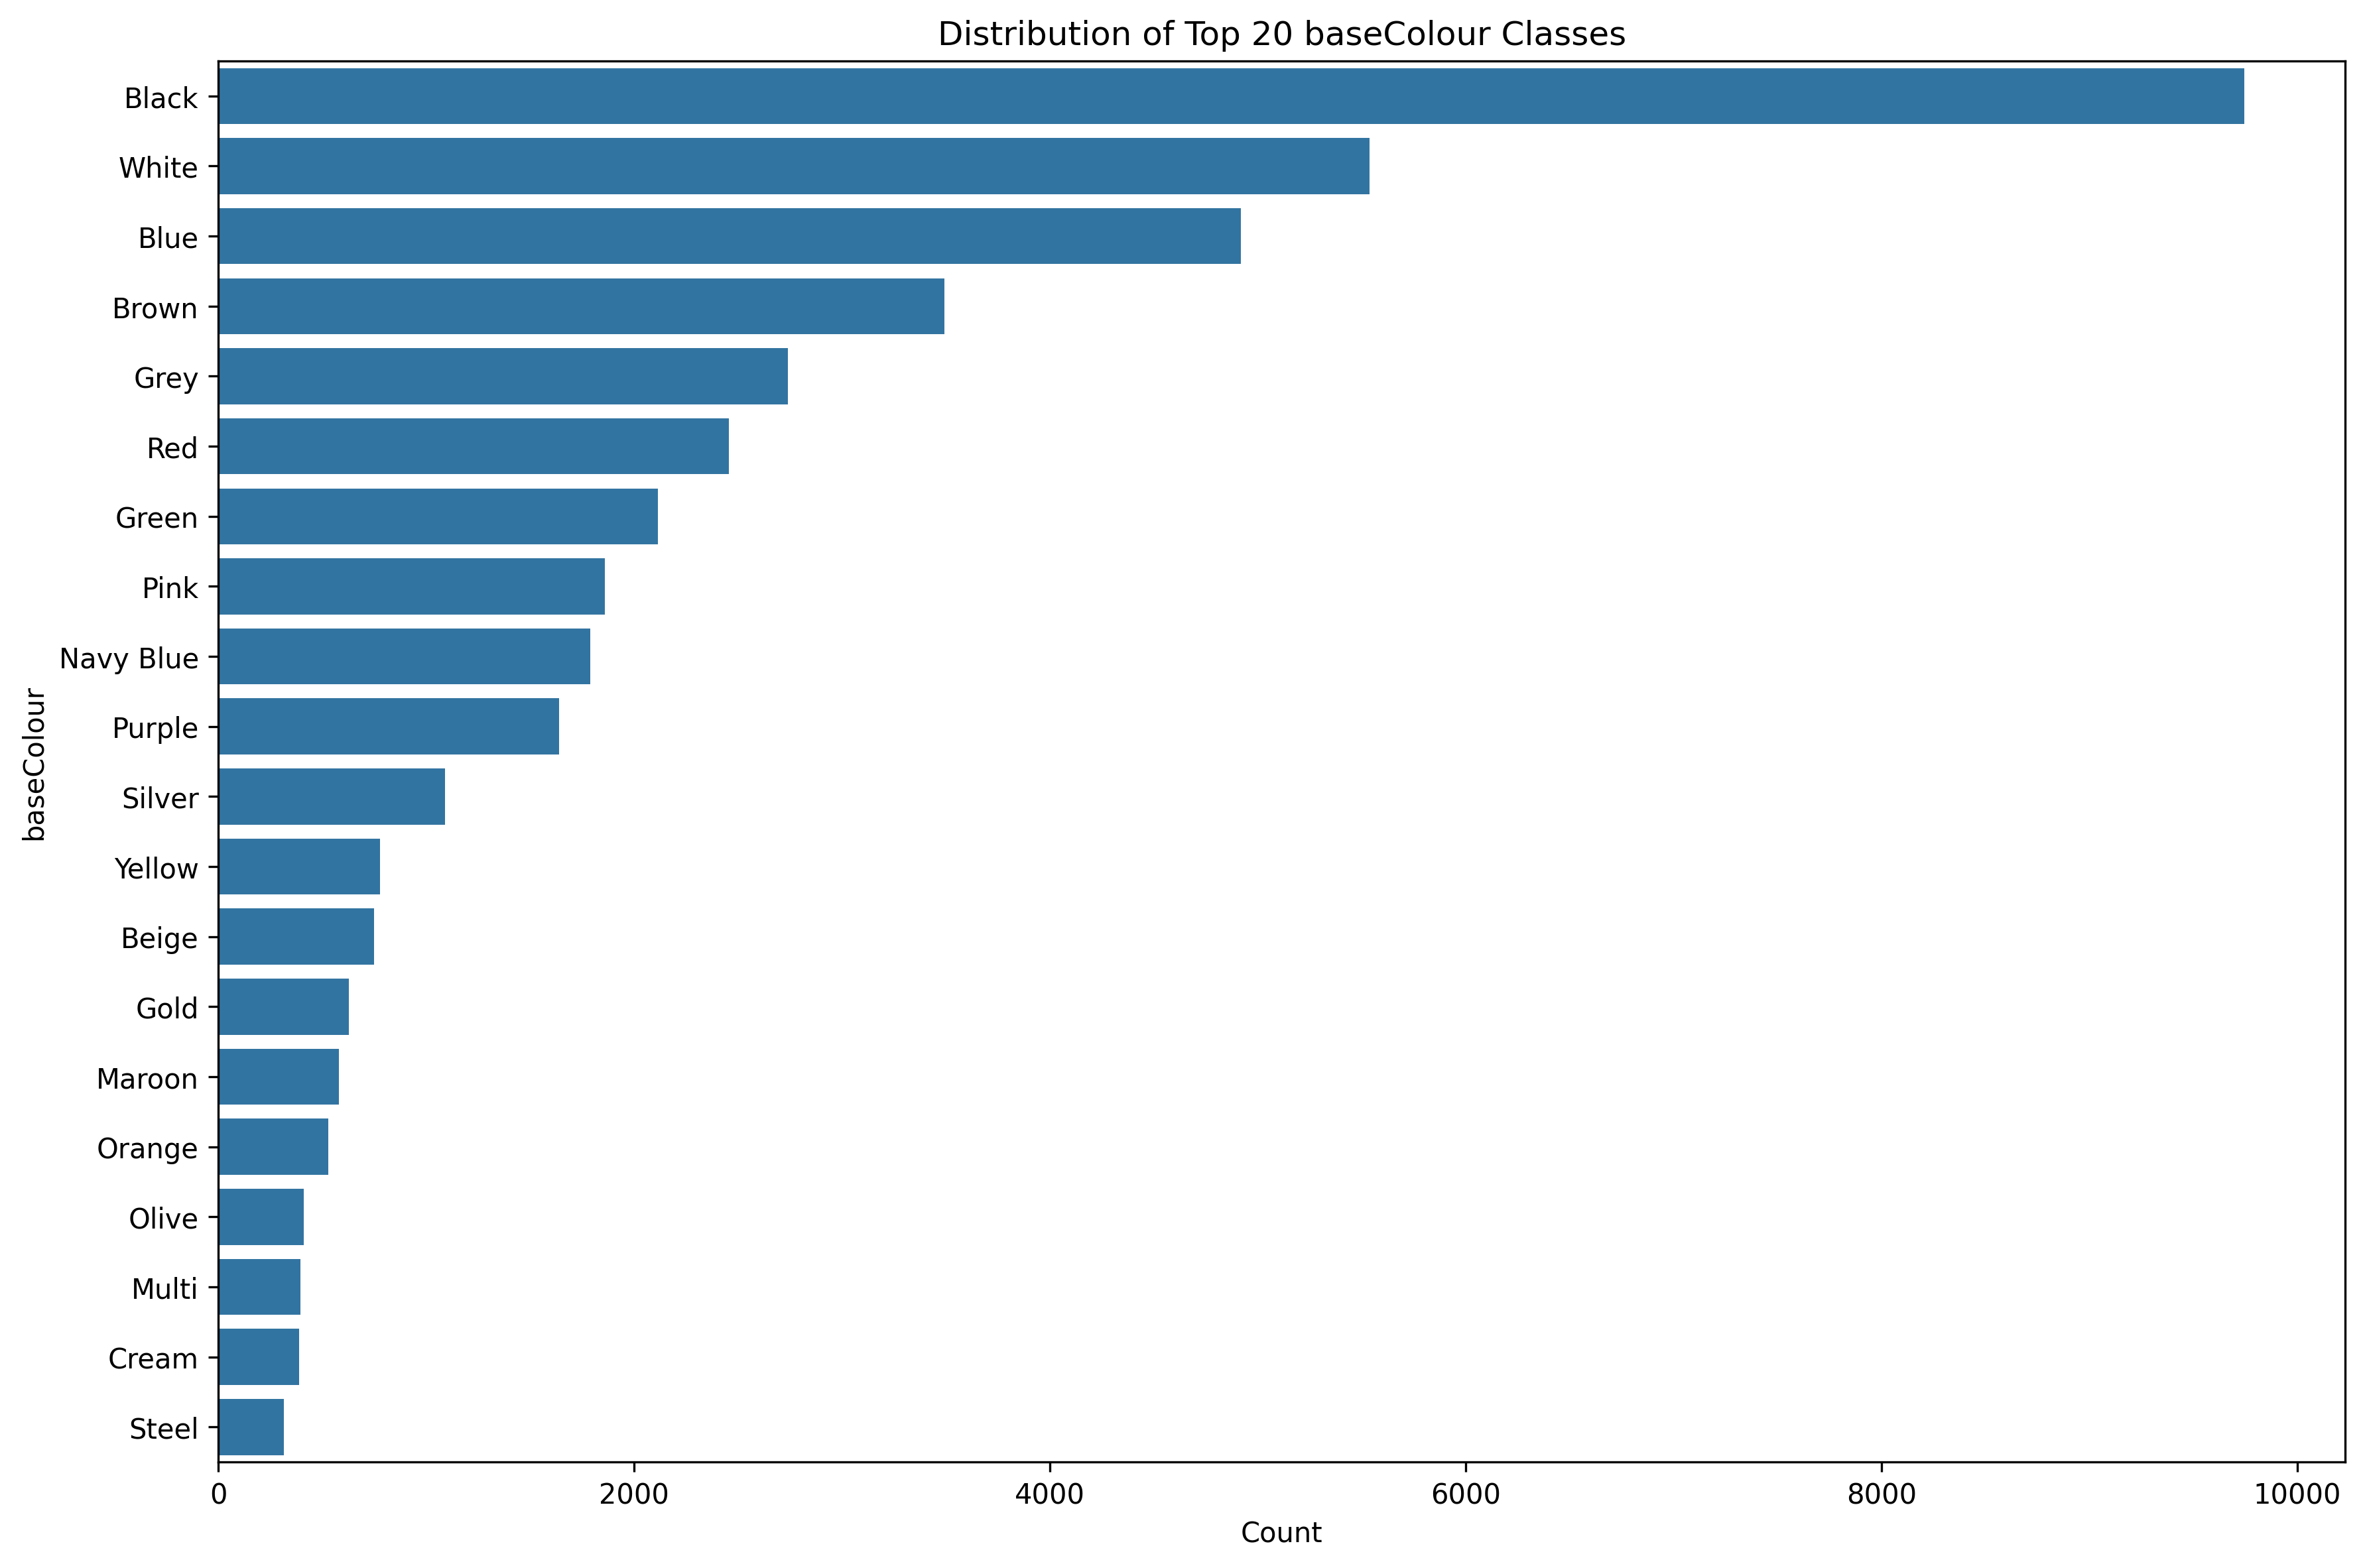 Distribution of Top 20 baseColour Classes
Black
White
Blue
Brown
Grey
Red
Green
Pink
Navy Blue
Purple
Silver
Yellow
Beige
Gold
Maroon
Orange
Olive
Multi
Cream
Steel
baseColour
0 2000 4000 6000 8000 10000
Count